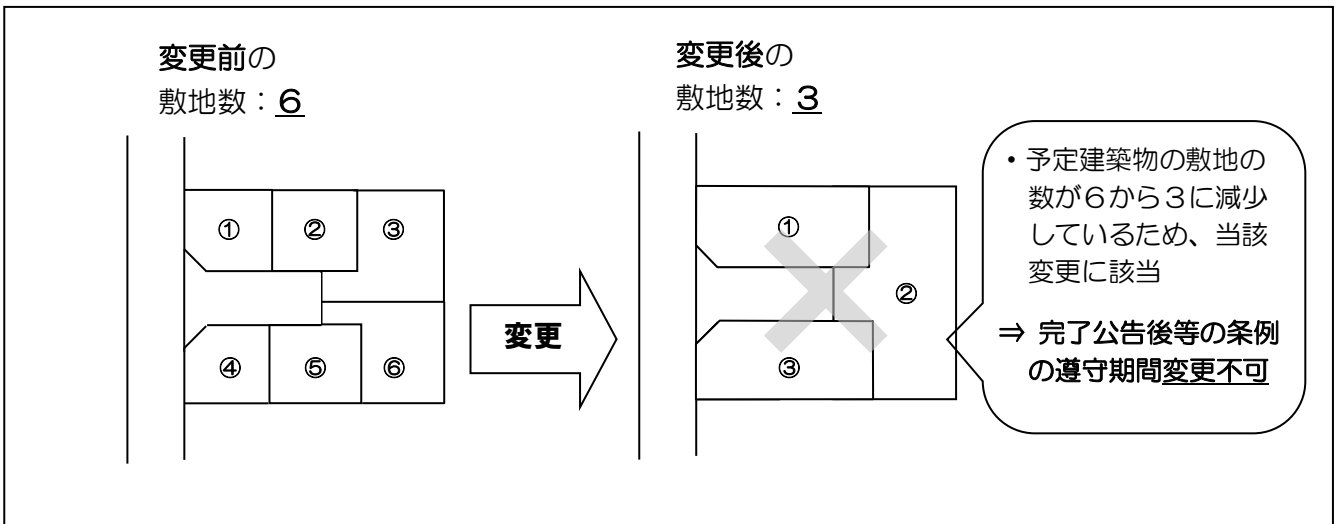 変更前の
敷地数:6
①
②
③
④
⑤
⑥
変更
変更後の
敷地数:3
①
②
③
・予定建築物の敷地の
数が6から3に減少
しているため、当該
変更に該当
⇒ 完了公告後等の条例
の遵守期間変更不可